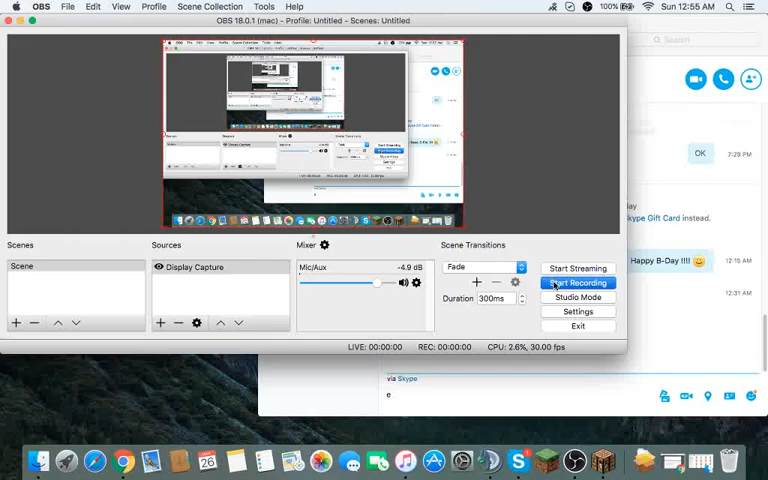 OBS File Edit View Profile Scene Collection Tools Help 100% Sun 12:55 AM
OBS 18.0.1 (mac) - Profile: Untitled - Scenes: Untitled
Search
OK 7:29 PM
kype Gift Card instead.
Happy B-Day !!!! 12:15 AM
12:31 AM
Scenes Sources Mixer Scene Transitions
Scene
Display Capture
Mic/Aux -4.9 dB
Fade
Duration 300ms
Start Streaming
Start Recording
Studio Mode
Settings
Exit
LIVE: 00:00:00 REC: 00:00:00 CPU: 2.6%, 30.00 fps
via Skype
26